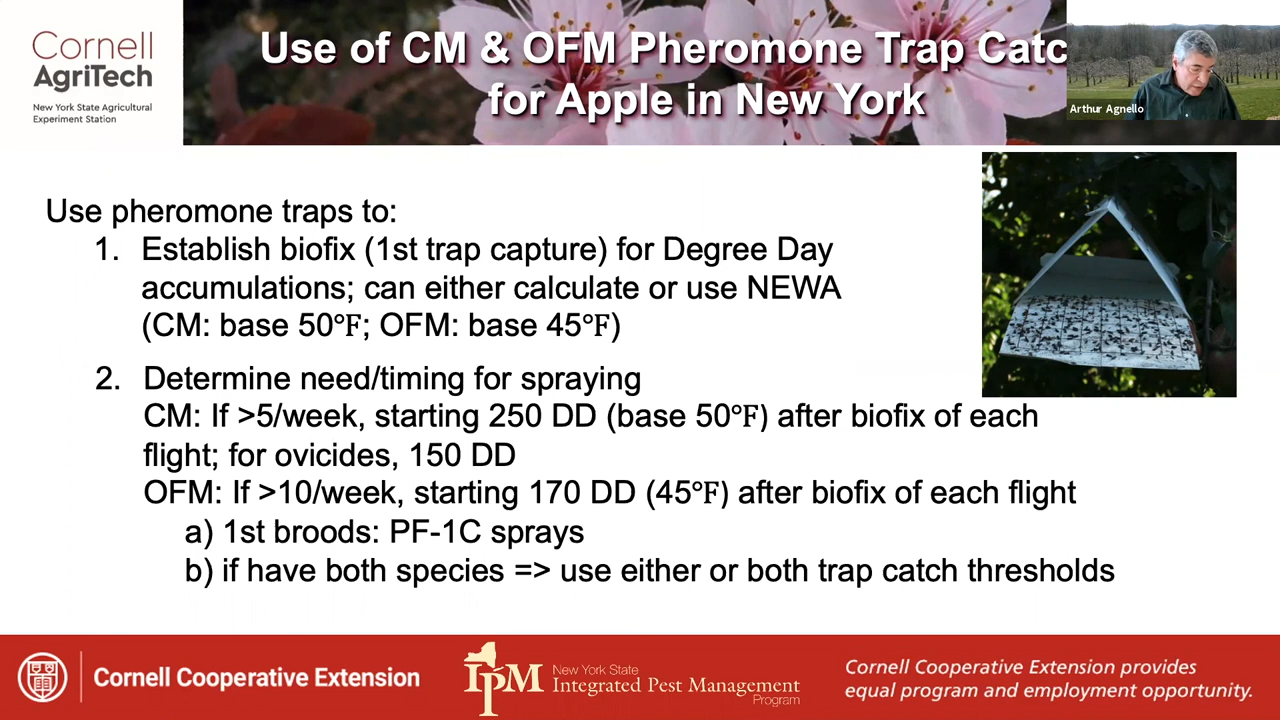 Cornell
AgriTech
New York State Agricultural
Experiment Station
Use of CM & OFM Pheromone Trap Catc
for Apple in New York
Arthur Agnello
Use pheromone traps to:
1. Establish biofix (1st trap capture) for Degree Day
accumulations; can either calculate or use NEWA
(CM: base 50°F; OFM: base 45°F)
2. Determine need/timing for spraying
CM: If >5/week, starting 250 DD (base 50°F) after biofix of each
flight; for ovicides, 150 DD
OFM: If >10/week, starting 170 DD (45°F) after biofix of each flight
a) 1st broods: PF-1C sprays
b) if have both species => use either or both trap catch thresholds
Cornell Cooperative Extension
IPM
New York State
Integrated Pest Management
Program
Cornell Cooperative Extension provides
equal program and employment opportunity.